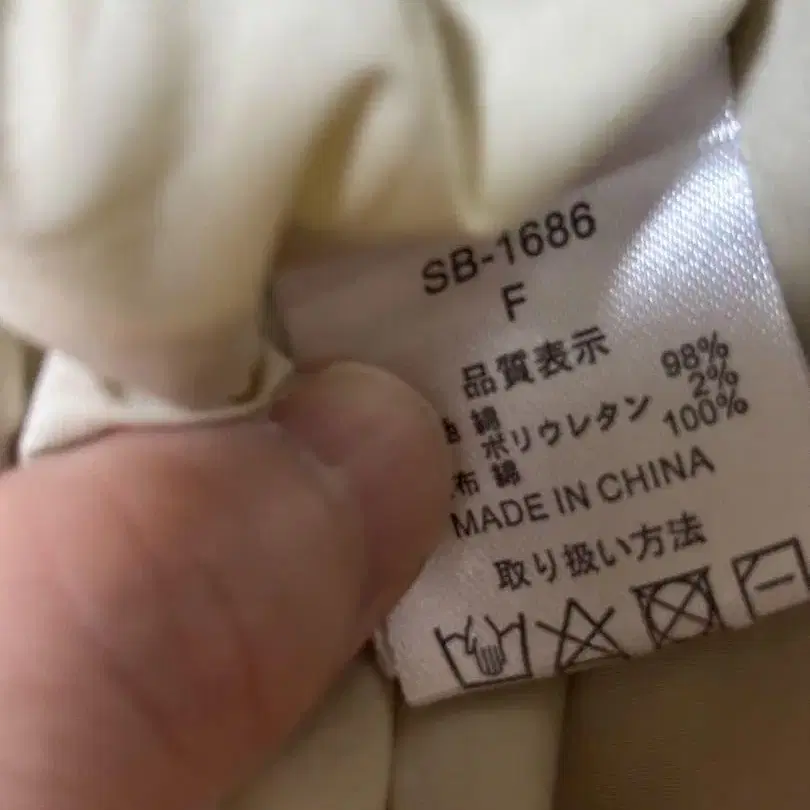 SB-1686
F
品質表示
綿 98%
ポリウレタン 2%
布 綿 100%
MADE IN CHINA
取り扱い方法